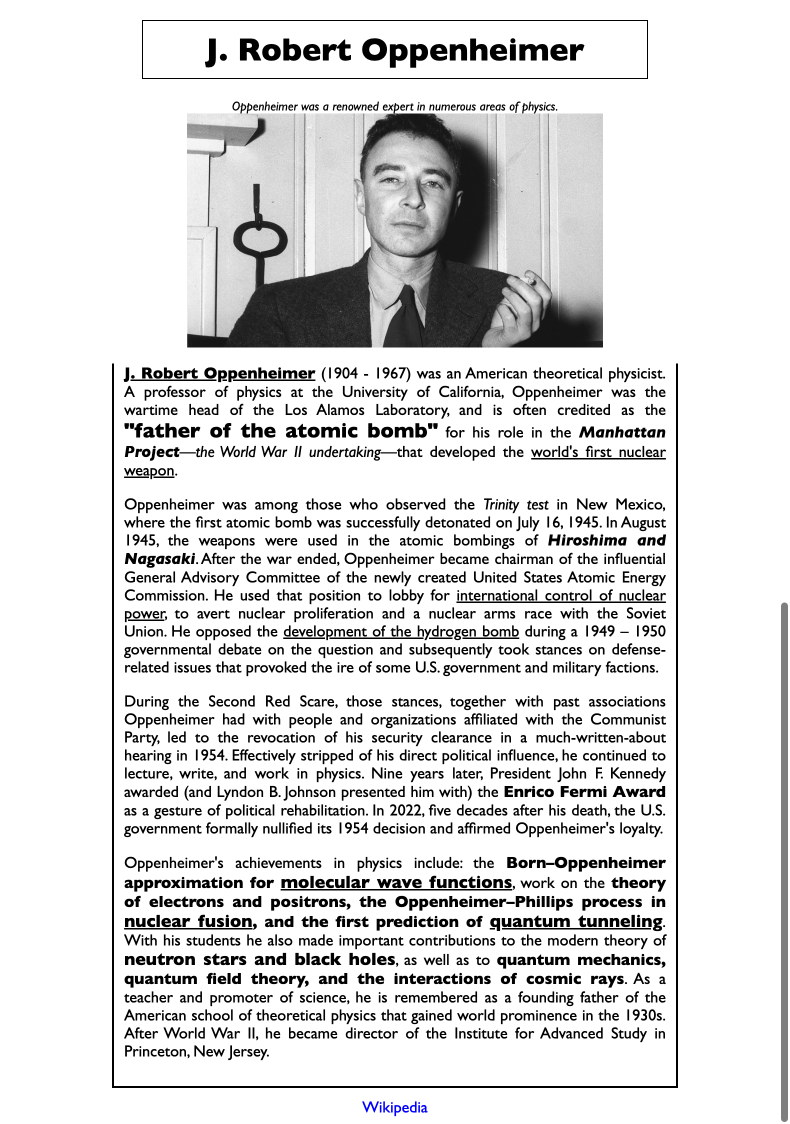 J. Robert Oppenheimer
Oppenheimer was a renowned expert in numerous areas of physics.
J. Robert Oppenheimer (1904 - 1967) was an American theoretical physicist.
A professor of physics at the University of California, Oppenheimer was the
wartime head of the Los Alamos Laboratory, and is often credited as the
"father of the atomic bomb" for his role in the Manhattan
Project—the World War II undertaking—that developed the world's first nuclear
weapon.
Oppenheimer was among those who observed the Trinity test in New Mexico,
where the first atomic bomb was successfully detonated on July 16, 1945. In August
1945, the weapons were used in the atomic bombings of Hiroshima and
Nagasaki. After the war ended, Oppenheimer became chairman of the influential
General Advisory Committee of the newly created United States Atomic Energy
Commission. He used that position to lobby for international control of nuclear
power, to avert nuclear proliferation and a nuclear arms race with the Soviet
Union. He opposed the development of the hydrogen bomb during a 1949 – 1950
governmental debate on the question and subsequently took stances on defense-
related issues that provoked the ire of some U.S. government and military factions.
During the Second Red Scare, those stances, together with past associations
Oppenheimer had with people and organizations affiliated with the Communist
Party, led to the revocation of his security clearance in a much-written-about
hearing in 1954. Effectively stripped of his direct political influence, he continued to
lecture, write, and work in physics. Nine years later, President John F. Kennedy
awarded (and Lyndon B. Johnson presented him with) the Enrico Fermi Award
as a gesture of political rehabilitation. In 2022, five decades after his death, the U.S.
government formally nullified its 1954 decision and affirmed Oppenheimer's loyalty.
Oppenheimer's achievements in physics include: the Born–Oppenheimer
approximation for molecular wave functions, work on the theory
of electrons and positrons, the Oppenheimer–Phillips process in
nuclear fusion, and the first prediction of quantum tunneling.
With his students he also made important contributions to the modern theory of
neutron stars and black holes, as well as to quantum mechanics,
quantum field theory, and the interactions of cosmic rays. As a
teacher and promoter of science, he is remembered as a founding father of the
American school of theoretical physics that gained world prominence in the 1930s.
After World War II, he became director of the Institute for Advanced Study in
Princeton, New Jersey.
Wikipedia